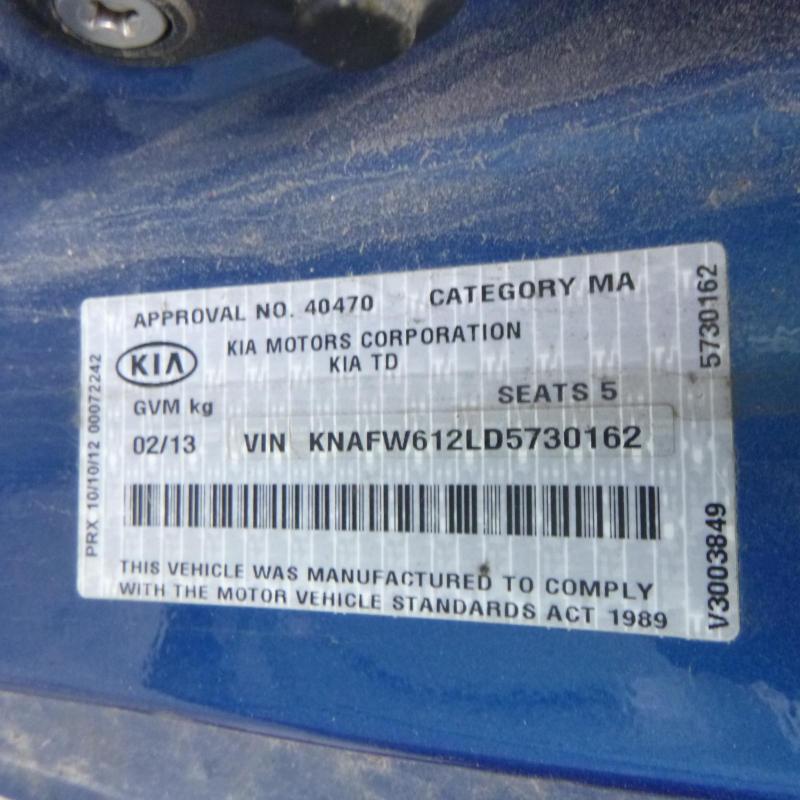 APPROVAL NO. 40470 CATEGORY MA
KIA
KIA MOTORS CORPORATION
KIA TD
GVM kg SEATS 5
02/13 VIN KNAFW612LD5730162
THIS VEHICLE WAS MANUFACTURED TO COMPLY
WITH THE MOTOR VEHICLE STANDARDS ACT 1989
PRX 10/10/12 00072242
5730162
V3003849